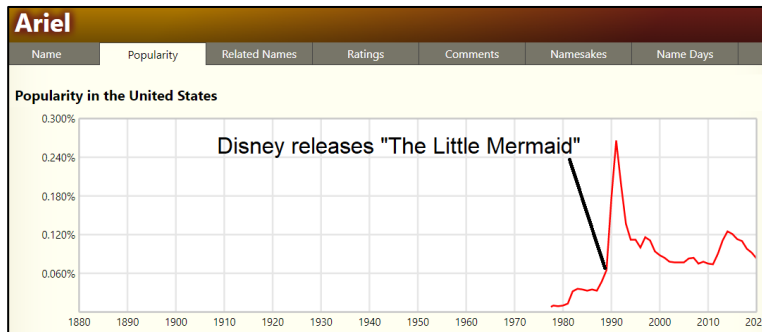 Ariel
Name Popularity Related Names Ratings Comments Namesakes Name Days
Popularity in the United States
0.300%
Disney releases "The Little Mermaid"
0.240%
0.180%
0.120%
0.060%
1880 1890 1900 1910 1920 1930 1940 1950 1960 1970 1980 1990 2000 2010 202